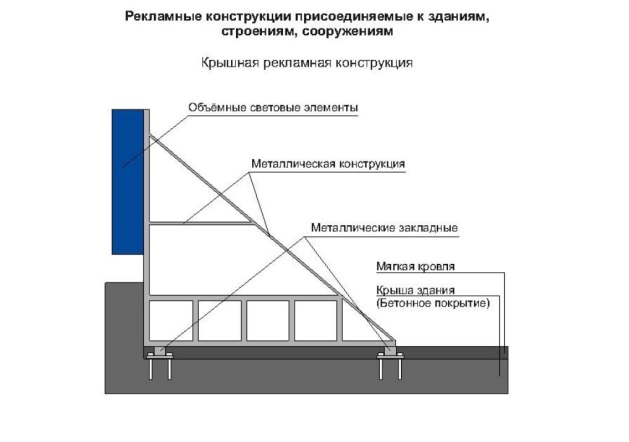 Рекламные конструкции присоединяемые к зданиям,
строениям, сооружениям
Крышная рекламная конструкция
Объёмные световые элементы
Металлическая конструкция
Металлические закладные
Мягкая кровля
Крыша здания
(Бетонное покрытие)